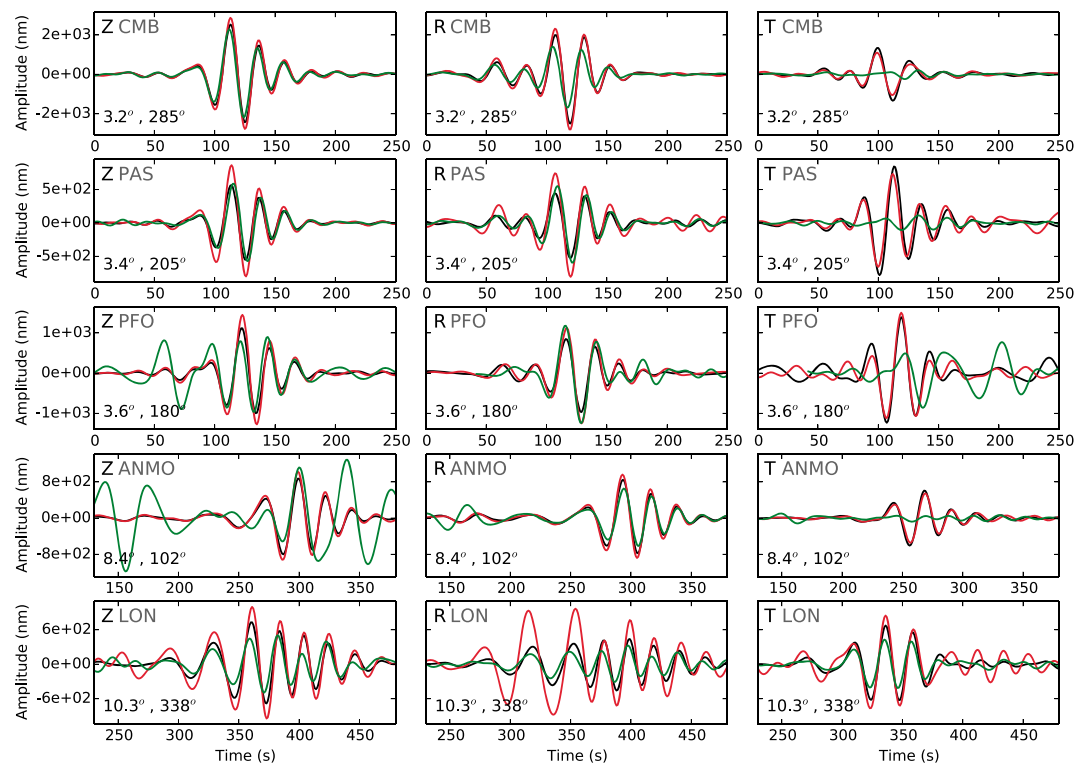 Z CMB
R CMB
T CMB
Amplitude (nm)
2e+03
0e+00
-2e+03
3.2° , 285°
3.2° , 285°
3.2° , 285°
0 50 100 150 200 250
0 50 100 150 200 250
0 50 100 150 200 250
Z PAS
R PAS
T PAS
Amplitude (nm)
5e+02
0e+00
-5e+02
3.4° , 205°
3.4° , 205°
3.4° , 205°
0 50 100 150 200 250
0 50 100 150 200 250
0 50 100 150 200 250
Z PFO
R PFO
T PFO
Amplitude (nm)
1e+03
0e+00
-1e+03
3.6° , 180°
3.6° , 180°
3.6° , 180°
0 50 100 150 200 250
0 50 100 150 200 250
0 50 100 150 200 250
Z ANMO
R ANMO
T ANMO
Amplitude (nm)
8e+02
0e+00
-8e+02
8.4° , 102°
8.4° , 102°
8.4° , 102°
150 200 250 300 350
150 200 250 300 350
150 200 250 300 350
Z LON
R LON
T LON
Amplitude (nm)
6e+02
0e+00
-6e+02
10.3° , 338°
10.3° , 338°
10.3° , 338°
250 300 350 400 450
250 300 350 400 450
250 300 350 400 450
Time (s)
Time (s)
Time (s)